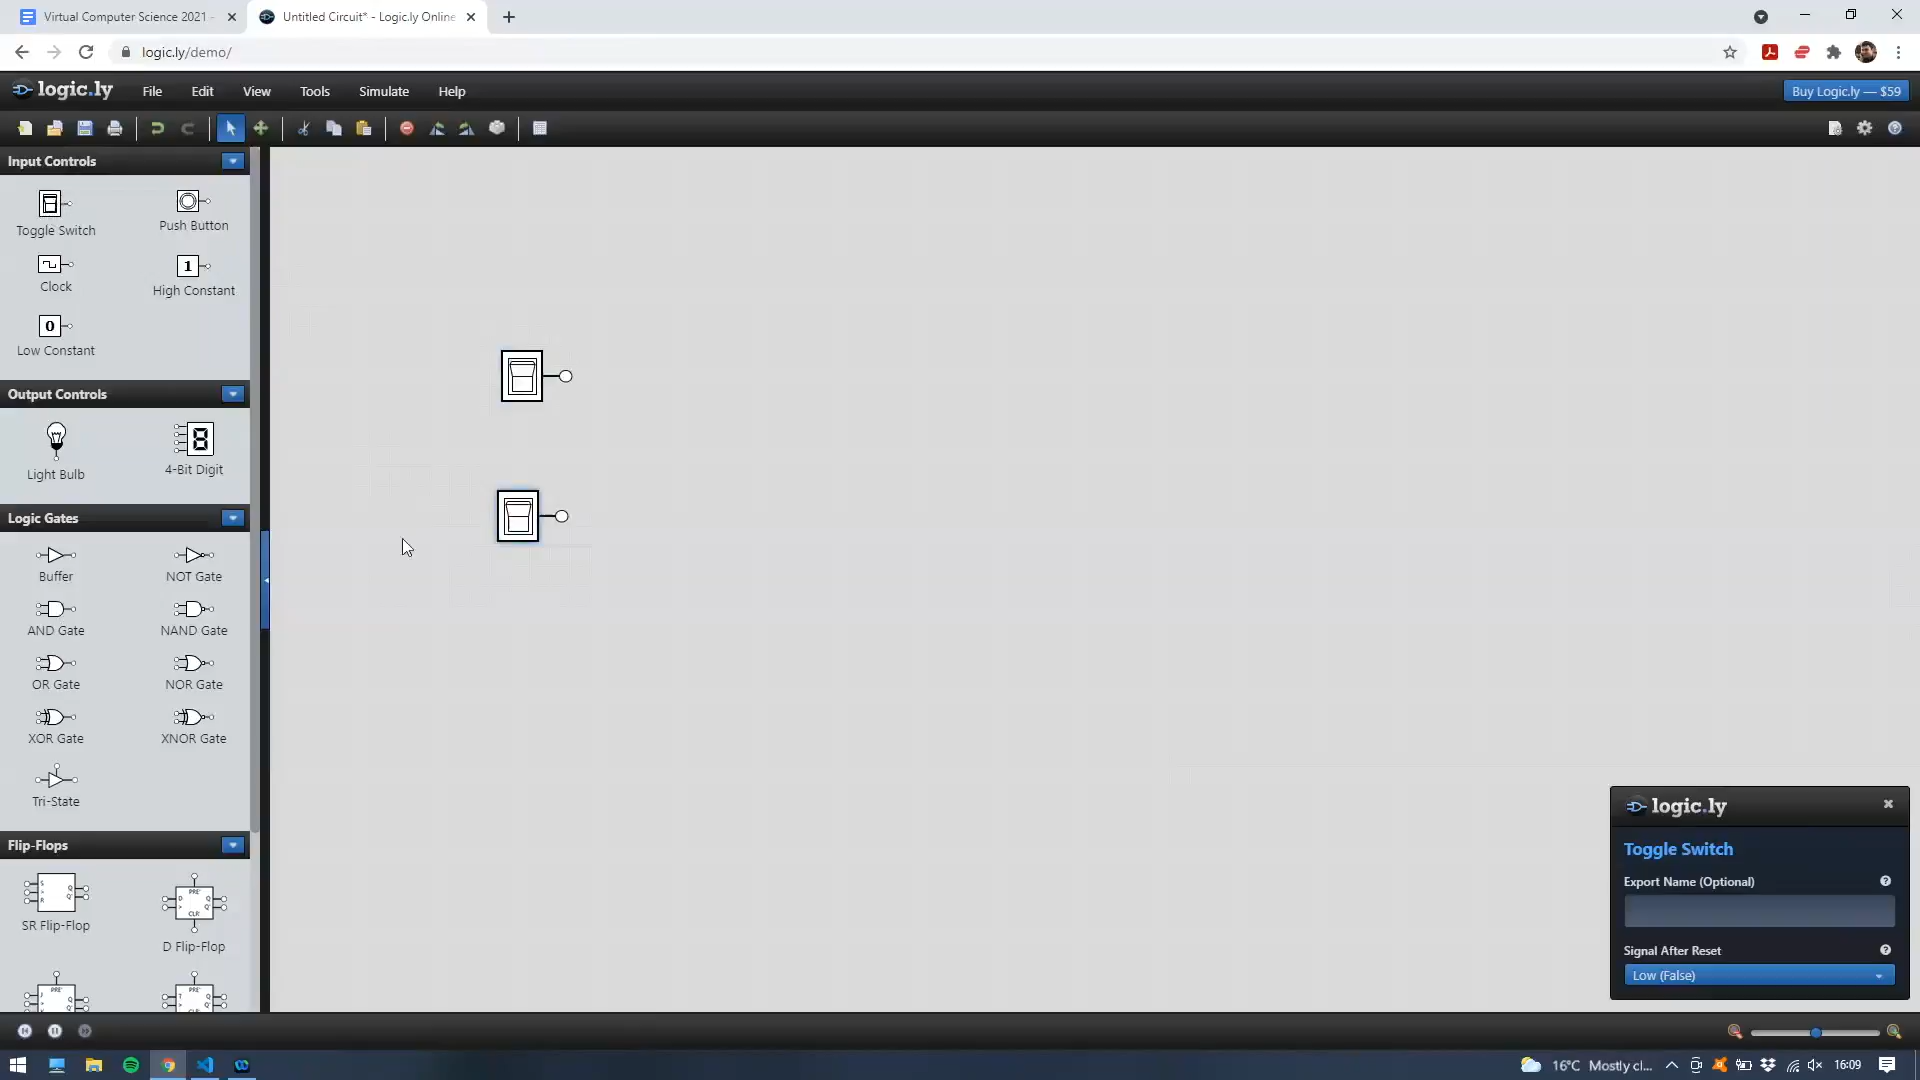 Virtual Computer Science 2021 -
Untitled Circuit* - Logic.ly Online
logic.ly/demo/
logic.ly
File
Edit
View
Tools
Simulate
Help
Buy Logic.ly — $59
Input Controls
Toggle Switch
Push Button
Clock
1
High Constant
0
Low Constant
Output Controls
Light Bulb
8
4-Bit Digit
Logic Gates
Buffer
NOT Gate
AND Gate
NAND Gate
OR Gate
NOR Gate
XOR Gate
XNOR Gate
Tri-State
Flip-Flops
S
R
Q
Q'
SR Flip-Flop
PRE'
D
Q
Q'
CLR'
D Flip-Flop
PRE'
J
Q
Q'
PRE'
T
Q
Q'
logic.ly
Toggle Switch
Export Name (Optional)
Signal After Reset
Low (False)
16°C Mostly cl...
16:09